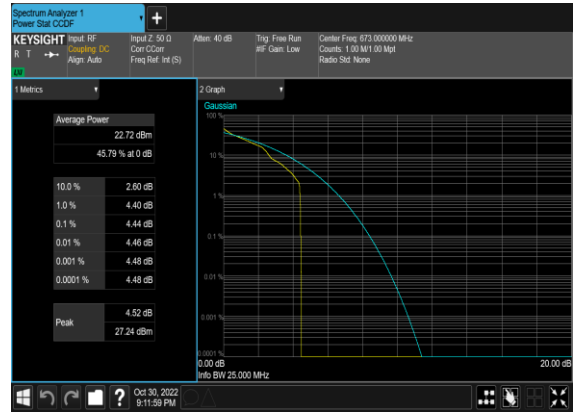 Spectrum Analyzer 1
Power Stat CCDF
KEYSIGHT
R T
LW
Input: RF
Coupling: DC
Align: Auto
Input Z: 50 Ω
Corr CCorr
Freq Ref: Int (S)
Atten: 40 dB
Trig: Free Run
#IF Gain: Low
Center Freq: 673.000000 MHz
Counts: 1.00 M/1.00 Mpt
Radio Std: None
1 Metrics
Average Power
22.72 dBm
45.79 % at 0 dB
10.0 % 2.60 dB
1.0 % 4.40 dB
0.1 % 4.44 dB
0.01 % 4.46 dB
0.001 % 4.48 dB
0.0001 % 4.48 dB
Peak 4.52 dB
27.24 dBm
2 Graph
Gaussian
100 %
10 %
1 %
0.1 %
0.01 %
0.001 %
0.0001 %
0.00 dB 20.00 dB
Info BW 25.000 MHz
?
Oct 30, 2022
9:11:59 PM